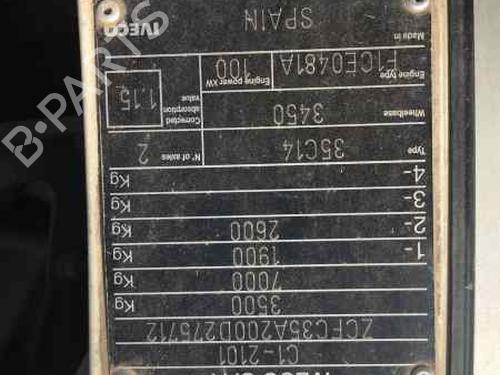 C1-2101
ZCFC35A200D275712
3500 Kg
7000 Kg
1- 1900 Kg
2- 2600 Kg
3- Kg
4- Kg
Type 35C14 N° of axles 2
Wheelbase 3450 Corrected absorption value 1.15
Engine type F1CE0481A Engine power kW 100
Made in SPAIN IVECO
B-Parts